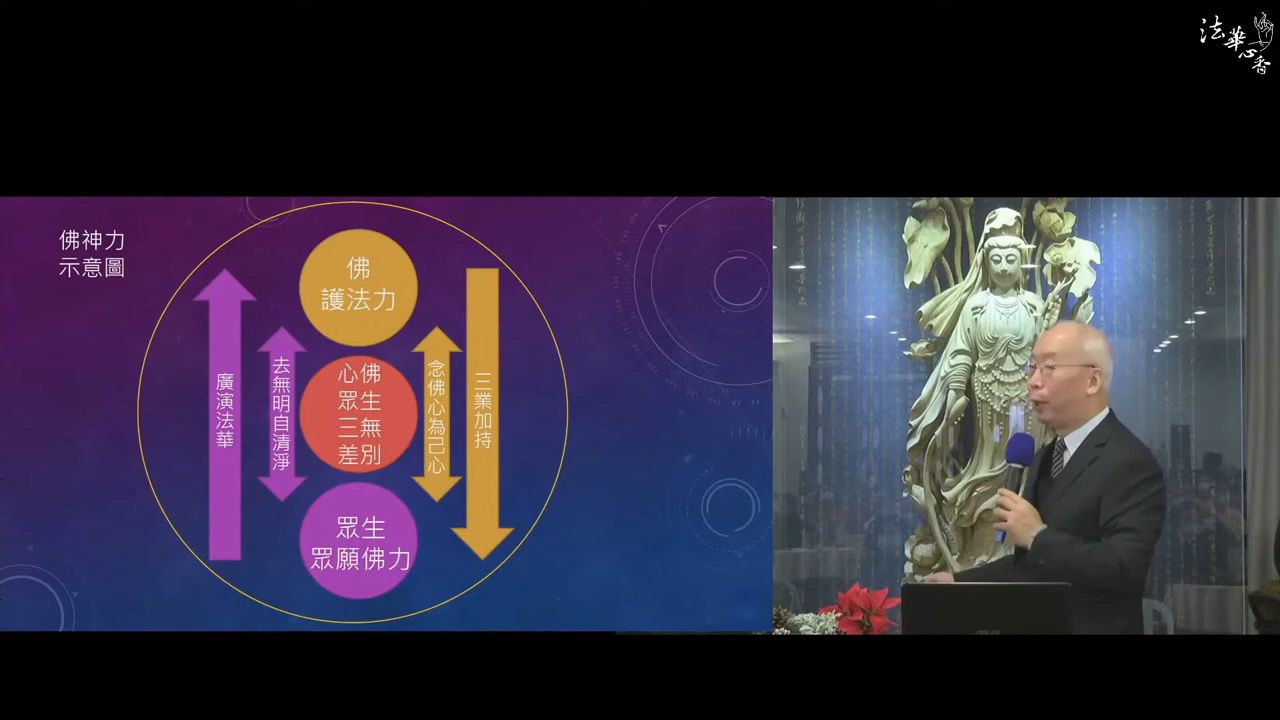 法華心香
佛神力
示意圖
佛
護法力
廣演法華
去無明自清淨
心佛
眾生
三無
差別
念佛心為己心
三業加持
眾生
眾願佛力